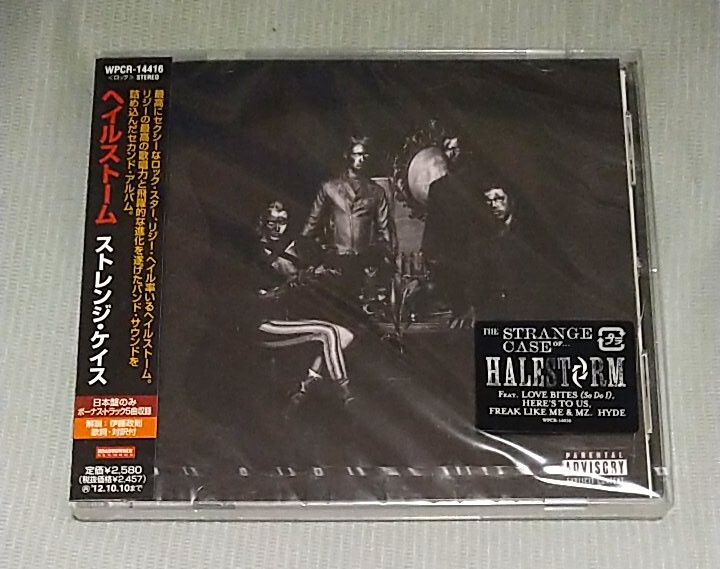 WPCR-14416
<ロック> STEREO
最高にセクシーなロック・スター、リジー・ヘイル率いるヘイルストーム。
リジーの最高の歌唱力と飛躍的な進化を遂げたバンド・サウンドを
詰め込んだセカンド・アルバム。
ヘイルストーム
ストレンジ・ケイス
日本盤のみ
ボーナストラック5曲収録
解説：伊藤政則
歌詞・対訳付
ROADRUNNER
RECORDS
定価¥2,580
(税抜価格¥2,457)
'12.10.10まで
THE STRANGE
CASE OF...
プラ
HALESTORM
FEAT. LOVE BITES (So Do I),
HERE'S TO US,
FREAK LIKE ME & MZ. HYDE
WPCR-14416
PARENTAL
ADVISORY
EXPLICIT CONTENT